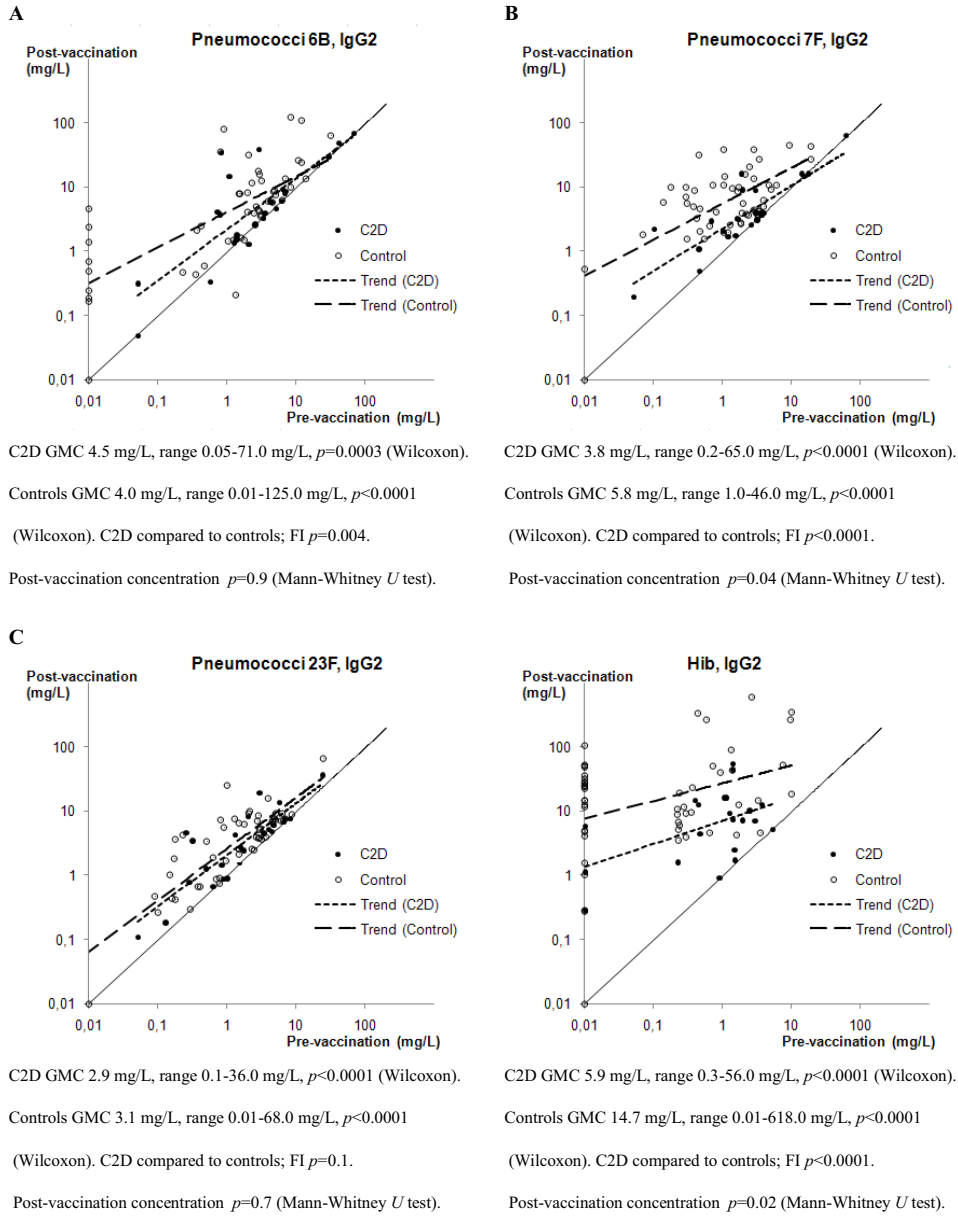 A
Pneumococci 6B, IgG2
Post-vaccination
(mg/L)
100
10
1
0,1
0,01
0,01 0,1 1 10 100
Pre-vaccination (mg/L)
C2D
Control
Trend (C2D)
Trend (Control)
C2D GMC 4.5 mg/L, range 0.05-71.0 mg/L, p=0.0003 (Wilcoxon).
Controls GMC 4.0 mg/L, range 0.01-125.0 mg/L, p<0.0001
(Wilcoxon). C2D compared to controls; FI p=0.004.
Post-vaccination concentration p=0.9 (Mann-Whitney U test).
B
Pneumococci 7F, IgG2
Post-vaccination
(mg/L)
100
10
1
0,1
0,01
0,01 0,1 1 10 100
Pre-vaccination (mg/L)
C2D
Control
Trend (C2D)
Trend (Control)
C2D GMC 3.8 mg/L, range 0.2-65.0 mg/L, p<0.0001 (Wilcoxon).
Controls GMC 5.8 mg/L, range 1.0-46.0 mg/L, p<0.0001
(Wilcoxon). C2D compared to controls; FI p<0.0001.
Post-vaccination concentration p=0.04 (Mann-Whitney U test).
C
Pneumococci 23F, IgG2
Post-vaccination
(mg/L)
100
10
1
0,1
0,01
0,01 0,1 1 10 100
Pre-vaccination (mg/L)
C2D
Control
Trend (C2D)
Trend (Control)
C2D GMC 2.9 mg/L, range 0.1-36.0 mg/L, p<0.0001 (Wilcoxon).
Controls GMC 3.1 mg/L, range 0.01-68.0 mg/L, p<0.0001
(Wilcoxon). C2D compared to controls; FI p=0.1.
Post-vaccination concentration p=0.7 (Mann-Whitney U test).
Hib, IgG2
Post-vaccination
(mg/L)
100
10
1
0,1
0,01
0,01 0,1 1 10 100
Pre-vaccination (mg/L)
C2D
Control
Trend (C2D)
Trend (Control)
C2D GMC 5.9 mg/L, range 0.3-56.0 mg/L, p<0.0001 (Wilcoxon).
Controls GMC 14.7 mg/L, range 0.01-618.0 mg/L, p<0.0001
(Wilcoxon). C2D compared to controls; FI p<0.0001.
Post-vaccination concentration p=0.02 (Mann-Whitney U test).